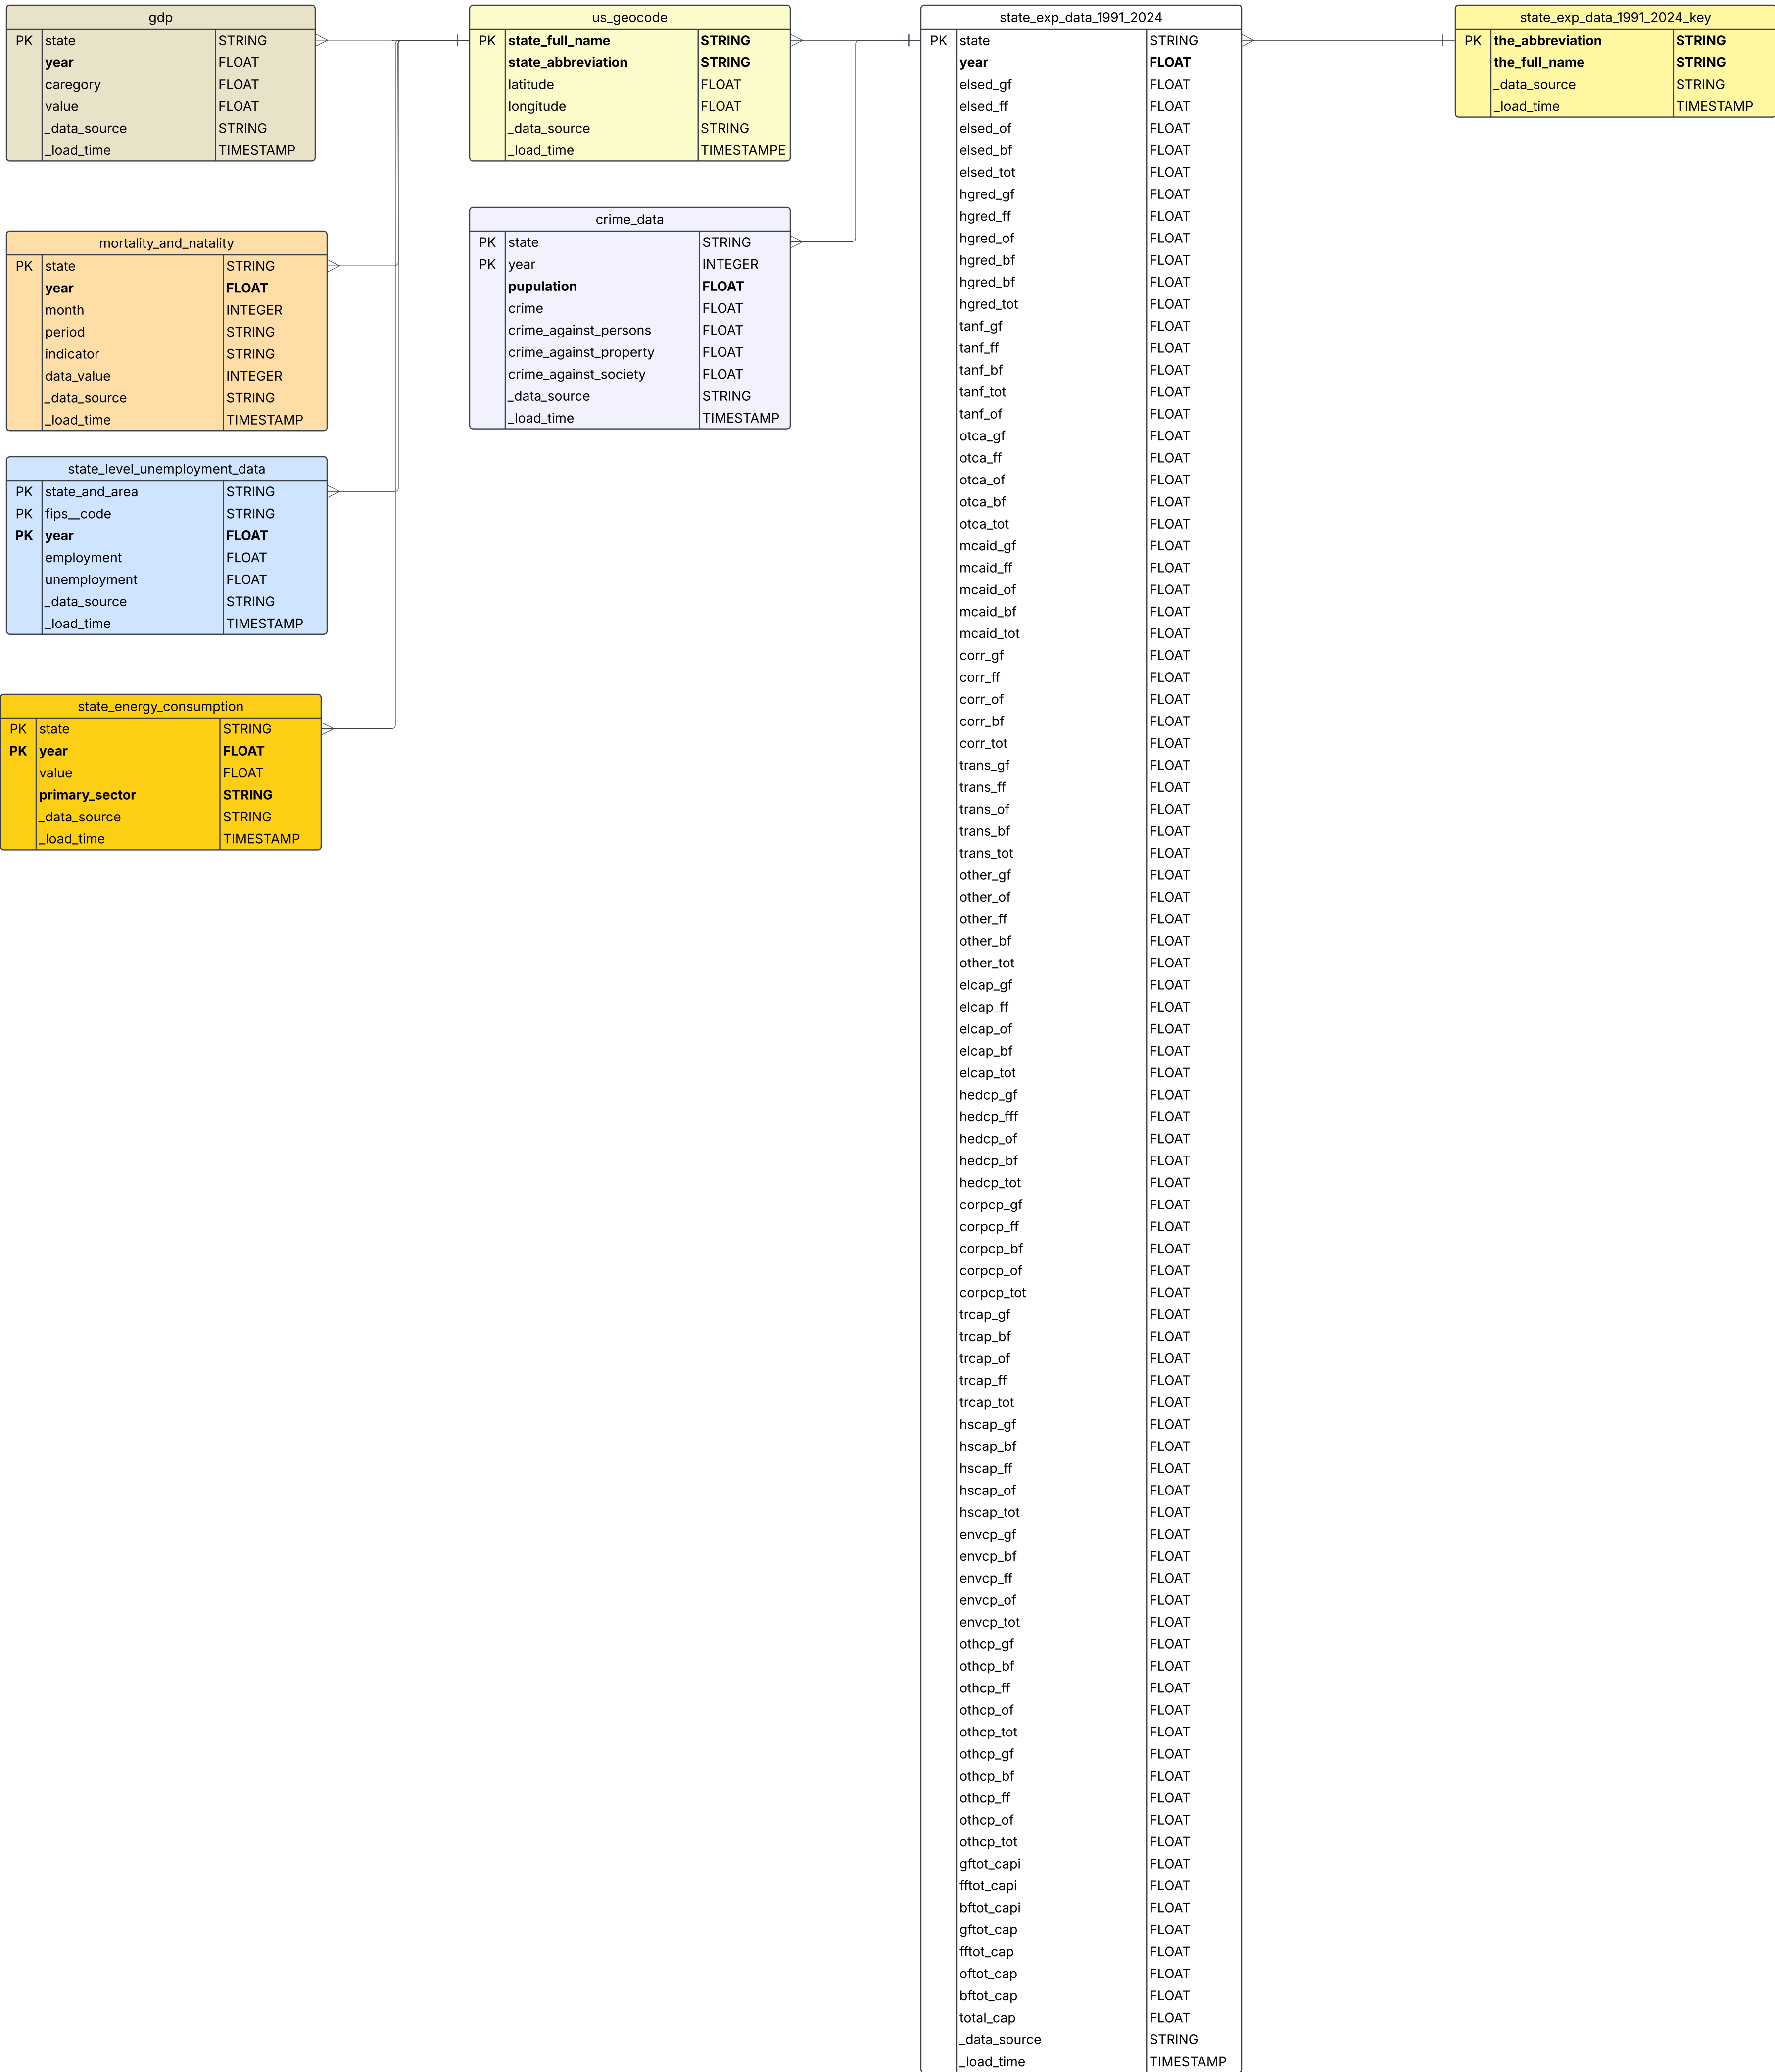 gdp
PK state STRING
year FLOAT
caregory FLOAT
value FLOAT
_data_source STRING
_load_time TIMESTAMP
mortality_and_natality
PK state STRING
year FLOAT
month INTEGER
period STRING
indicator STRING
data_value INTEGER
_data_source STRING
_load_time TIMESTAMP
state_level_unemployment_data
PK state_and_area STRING
PK fips__code STRING
PK year FLOAT
employment FLOAT
unemployment FLOAT
_data_source STRING
_load_time TIMESTAMP
state_energy_consumption
PK state STRING
PK year FLOAT
value FLOAT
primary_sector STRING
_data_source STRING
_load_time TIMESTAMP
us_geocode
PK state_full_name STRING
state_abbreviation STRING
latitude FLOAT
longitude FLOAT
_data_source STRING
_load_time TIMESTAMPE
crime_data
PK state STRING
PK year INTEGER
pupulation FLOAT
crime FLOAT
crime_against_persons FLOAT
crime_against_property FLOAT
crime_against_society FLOAT
_data_source STRING
_load_time TIMESTAMP
state_exp_data_1991_2024
PK state STRING
year FLOAT
elsed_gf FLOAT
elsed_ff FLOAT
elsed_of FLOAT
elsed_bf FLOAT
elsed_tot FLOAT
hgred_gf FLOAT
hgred_ff FLOAT
hgred_of FLOAT
hgred_bf FLOAT
hgred_bf FLOAT
hgred_tot FLOAT
tanf_gf FLOAT
tanf_ff FLOAT
tanf_bf FLOAT
tanf_tot FLOAT
tanf_of FLOAT
otca_gf FLOAT
otca_ff FLOAT
otca_of FLOAT
otca_bf FLOAT
otca_tot FLOAT
mcaid_gf FLOAT
mcaid_ff FLOAT
mcaid_of FLOAT
mcaid_bf FLOAT
mcaid_tot FLOAT
corr_gf FLOAT
corr_ff FLOAT
corr_of FLOAT
corr_bf FLOAT
corr_tot FLOAT
trans_gf FLOAT
trans_ff FLOAT
trans_of FLOAT
trans_bf FLOAT
trans_tot FLOAT
other_gf FLOAT
other_of FLOAT
other_ff FLOAT
other_bf FLOAT
other_tot FLOAT
elcap_gf FLOAT
elcap_ff FLOAT
elcap_of FLOAT
elcap_bf FLOAT
elcap_tot FLOAT
hedcp_gf FLOAT
hedcp_fff FLOAT
hedcp_of FLOAT
hedcp_bf FLOAT
hedcp_tot FLOAT
corpcp_gf FLOAT
corpcp_ff FLOAT
corpcp_bf FLOAT
corpcp_of FLOAT
corpcp_tot FLOAT
trcap_gf FLOAT
trcap_bf FLOAT
trcap_of FLOAT
trcap_ff FLOAT
trcap_tot FLOAT
hscap_gf FLOAT
hscap_bf FLOAT
hscap_ff FLOAT
hscap_of FLOAT
hscap_tot FLOAT
envcp_gf FLOAT
envcp_bf FLOAT
envcp_ff FLOAT
envcp_of FLOAT
envcp_tot FLOAT
othcp_gf FLOAT
othcp_bf FLOAT
othcp_ff FLOAT
othcp_of FLOAT
othcp_tot FLOAT
othcp_gf FLOAT
othcp_bf FLOAT
othcp_ff FLOAT
othcp_of FLOAT
othcp_tot FLOAT
gftot_capi FLOAT
fftot_capi FLOAT
bftot_capi FLOAT
gftot_cap FLOAT
fftot_cap FLOAT
oftot_cap FLOAT
bftot_cap FLOAT
total_cap FLOAT
_data_source STRING
_load_time TIMESTAMP
state_exp_data_1991_2024_key
PK the_abbreviation STRING
the_full_name STRING
_data_source STRING
_load_time TIMESTAMP